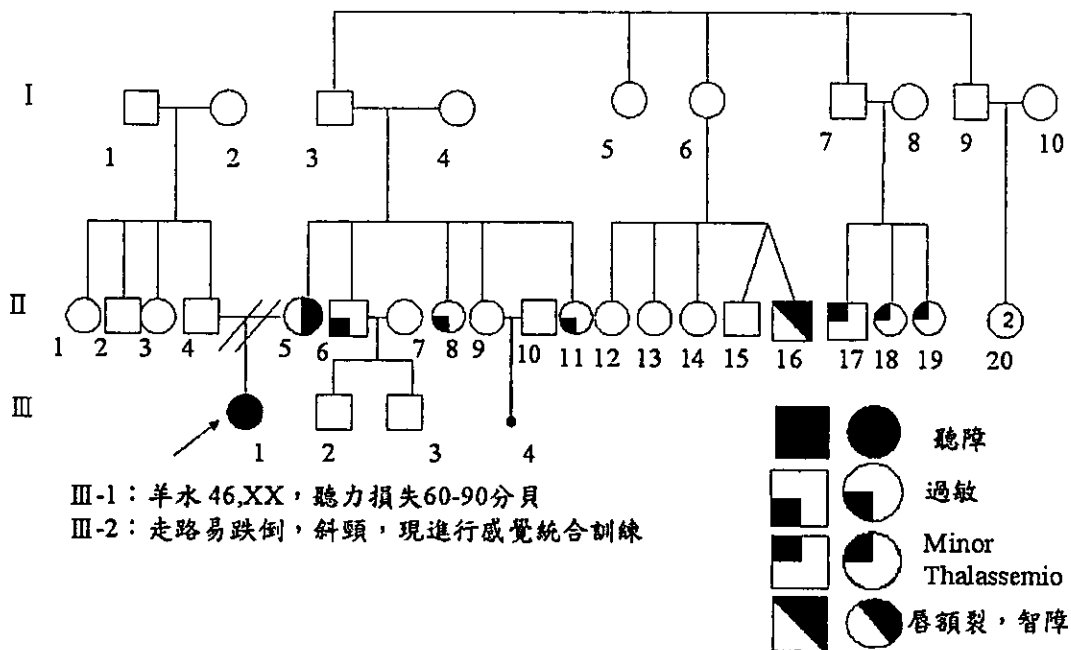 I
1 2 3 4 5 6 7 8 9 10
II
1 2 3 4 5 6 7 8 9 10 11 12 13 14 15 16 17 18 19 20
2
III
1 2 3 4
III-1：羊水 46,XX，聽力損失60-90分貝
III-2：走路易跌倒，斜頸，現進行感覺統合訓練
聽障
過敏
Minor
Thalassemio
唇額裂，智障